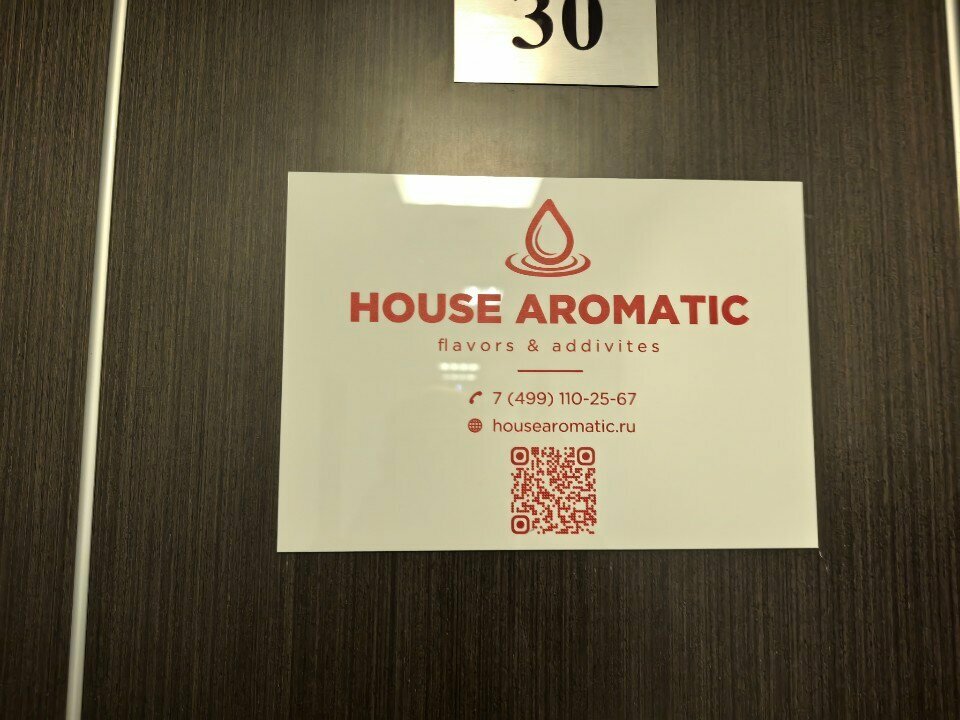 30
HOUSE AROMATIC
flavors & addivites
7 (499) 110-25-67
housearomatic.ru